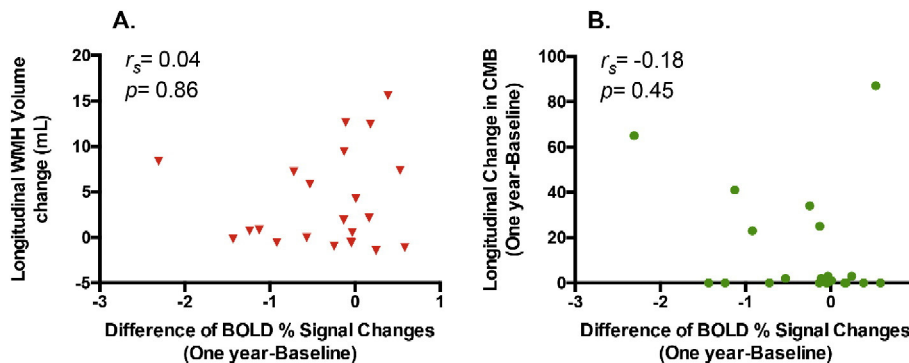 A.
r_s= 0.04
p= 0.86
Longitudinal WMH Volume
change (mL)
20
15
10
5
0
-5
-3
-2
-1
0
1
Difference of BOLD % Signal Changes
(One year-Baseline)
B.
r_s= -0.18
p= 0.45
Longitudinal Change in CMB
(One year-Baseline)
100
80
60
40
20
0
-3
-2
-1
0
Difference of BOLD % Signal Changes
(One year-Baseline)